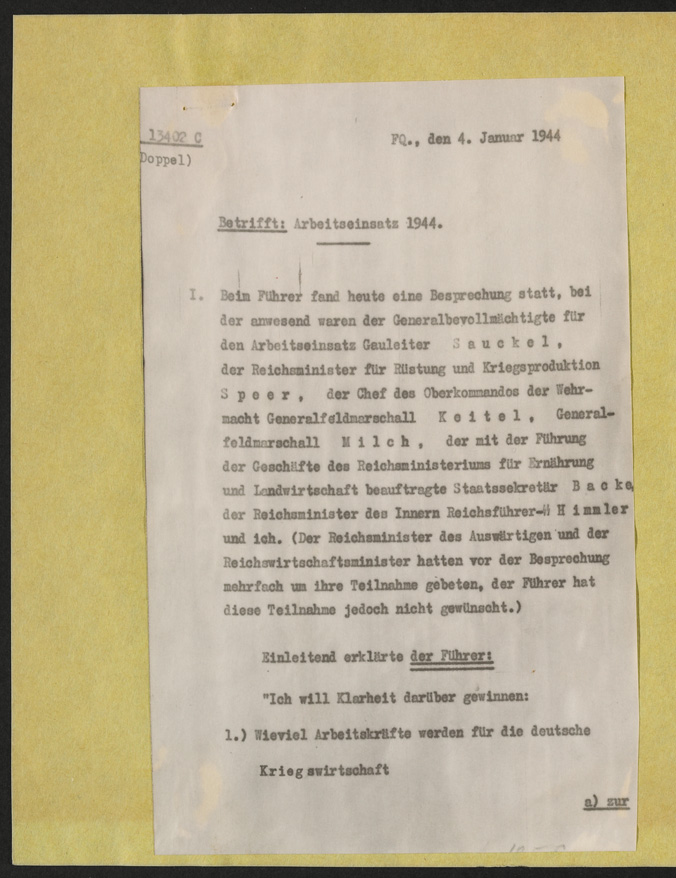 13402 C
Doppel)
FQ., den 4. Januar 1944
Betrifft: Arbeitseinsatz 1944.
I. Beim Führer fand heute eine Besprechung statt, bei
der anwesend waren der Generalbevollmächtigte für
den Arbeitseinsatz Gauleiter S a u c k e l ,
der Reichsminister für Rüstung und Kriegsproduktion
S p e e r , der Chef des Oberkommandos der Wehr-
macht Generalfeldmarschall K e i t e l , General-
feldmarschall M i l c h , der mit der Führung
der Geschäfte des Reichsministeriums für Ernährung
und Landwirtschaft beauftragte Staatssekretär B a c k e,
der Reichsminister des Innern Reichsführer-SS H i m m l e r
und ich. (Der Reichsminister des Auswärtigen und der
Reichswirtschaftsminister hatten vor der Besprechung
mehrfach um ihre Teilnahme gebeten, der Führer hat
diese Teilnahme jedoch nicht gewünscht.)
Einleitend erklärte der Führer:
"Ich will Klarheit darüber gewinnen:
1.) Wieviel Arbeitskräfte werden für die deutsche
Kriegswirtschaft
a) zur